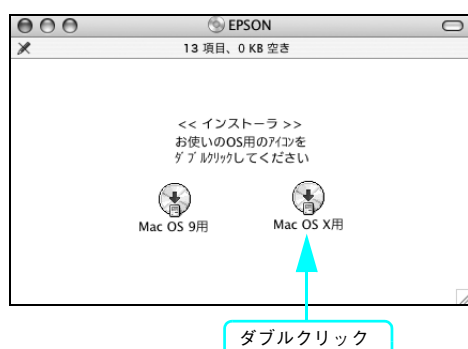 EPSON
13 項目、0 KB 空き
<< インストーラ >>
お使いのOS用のｱｲｺﾝを
ﾀﾞﾌﾞﾙｸﾘｯｸしてください
Mac OS 9用
Mac OS X用
ダブルクリック